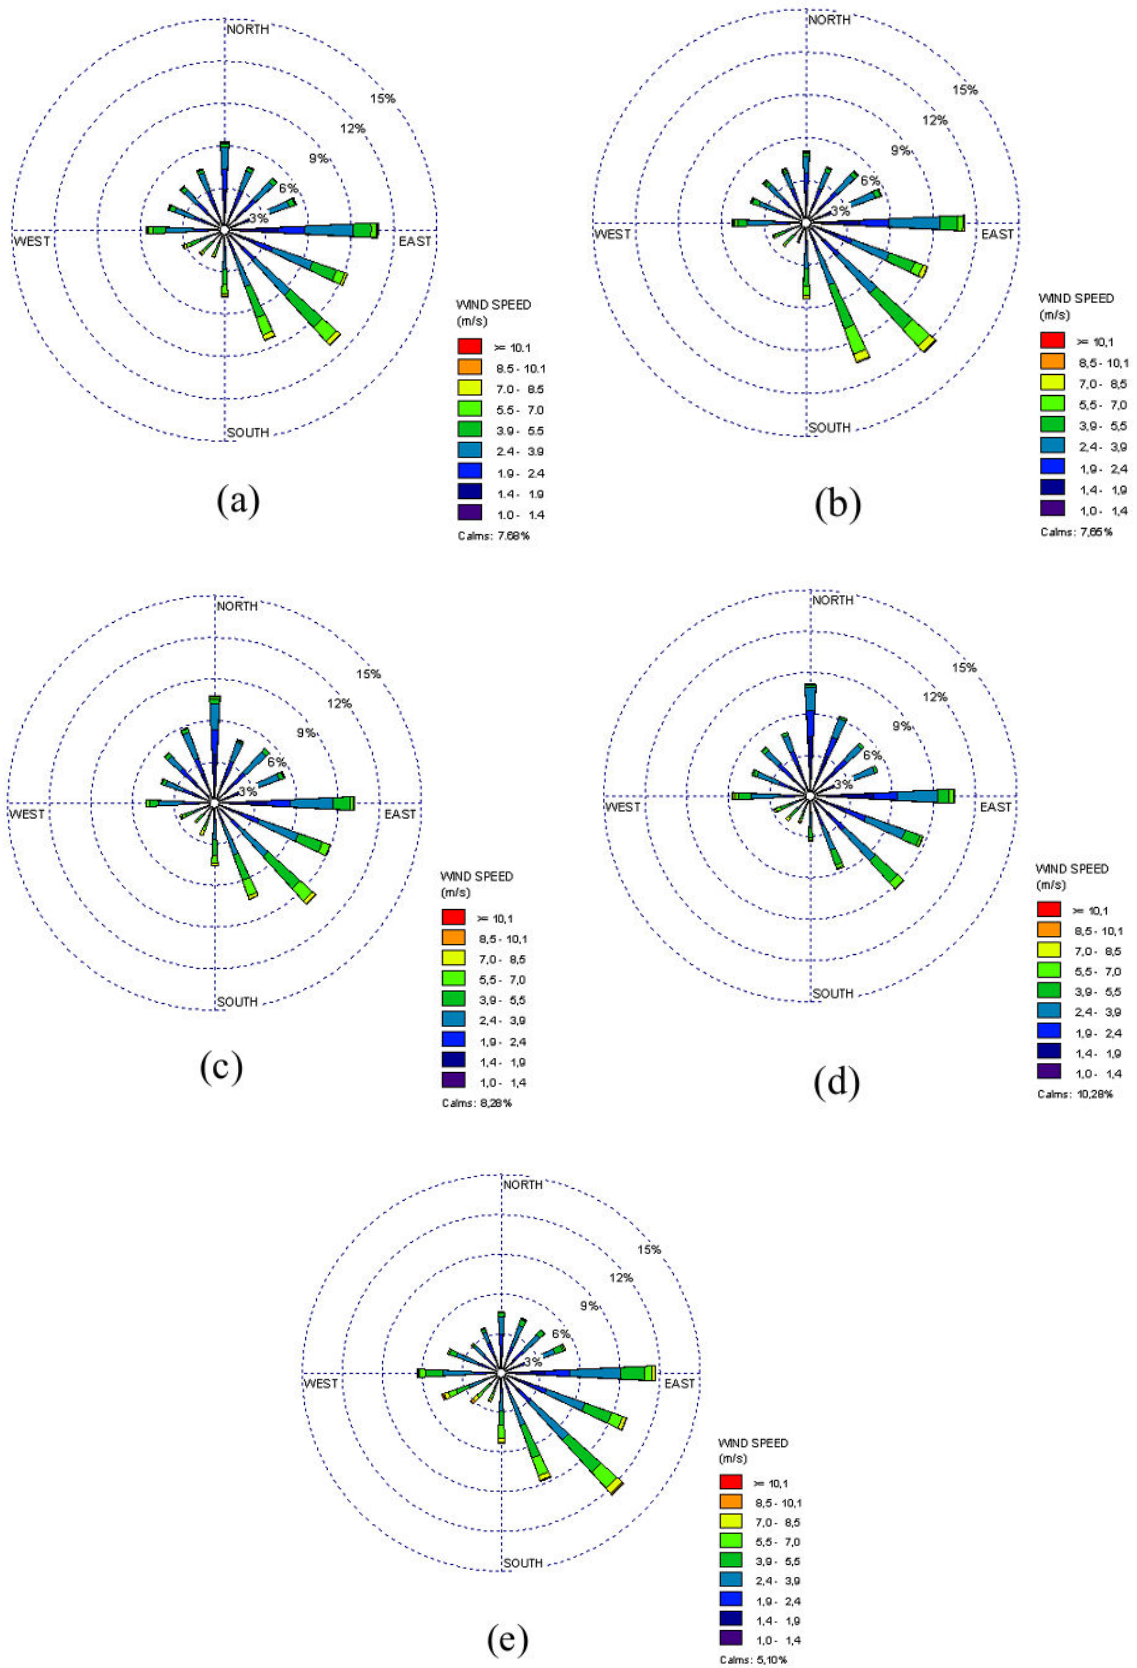 NORTH
15%
12%
9%
6%
3%
WEST
EAST
SOUTH
WIND SPEED
(m/s)
>= 10.1
8.5 - 10.1
7.0 - 8.5
5.5 - 7.0
3.9 - 5.5
2.4 - 3.9
1.9 - 2.4
1.4 - 1.9
1.0 - 1.4
Calms: 7.68%
(a)
NORTH
15%
12%
9%
6%
3%
WEST
EAST
SOUTH
WIND SPEED
(m/s)
>= 10,1
8,5 - 10,1
7,0 - 8,5
5,5 - 7,0
3,9 - 5,5
2,4 - 3,9
1,9 - 2,4
1,4 - 1,9
1,0 - 1,4
Calms: 7,65%
(b)
NORTH
15%
12%
9%
6%
3%
WEST
EAST
SOUTH
WIND SPEED
(m/s)
>= 10,1
8,5 - 10,1
7,0 - 8,5
5,5 - 7,0
3,9 - 5,5
2,4 - 3,9
1,9 - 2,4
1,4 - 1,9
1,0 - 1,4
Calms: 8,28%
(c)
NORTH
15%
12%
9%
6%
3%
WEST
EAST
SOUTH
WIND SPEED
(m/s)
>= 10,1
8,5 - 10,1
7,0 - 8,5
5,5 - 7,0
3,9 - 5,5
2,4 - 3,9
1,9 - 2,4
1,4 - 1,9
1,0 - 1,4
Calms: 10,28%
(d)
NORTH
15%
12%
9%
6%
3%
WEST
EAST
SOUTH
WIND SPEED
(m/s)
>= 10,1
8,5 - 10,1
7,0 - 8,5
5,5 - 7,0
3,9 - 5,5
2,4 - 3,9
1,9 - 2,4
1,4 - 1,9
1,0 - 1,4
Calms: 5,10%
(e)